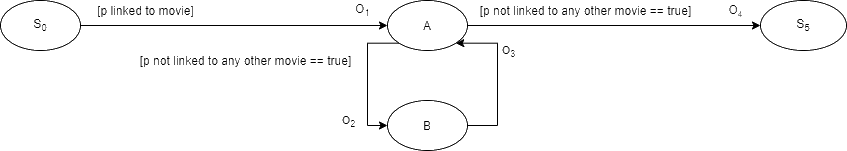 [p linked to movie]
O1
[p not linked to any other movie == true]
O4
S0
A
S5
[p not linked to any other movie == true]
O3
O2
B